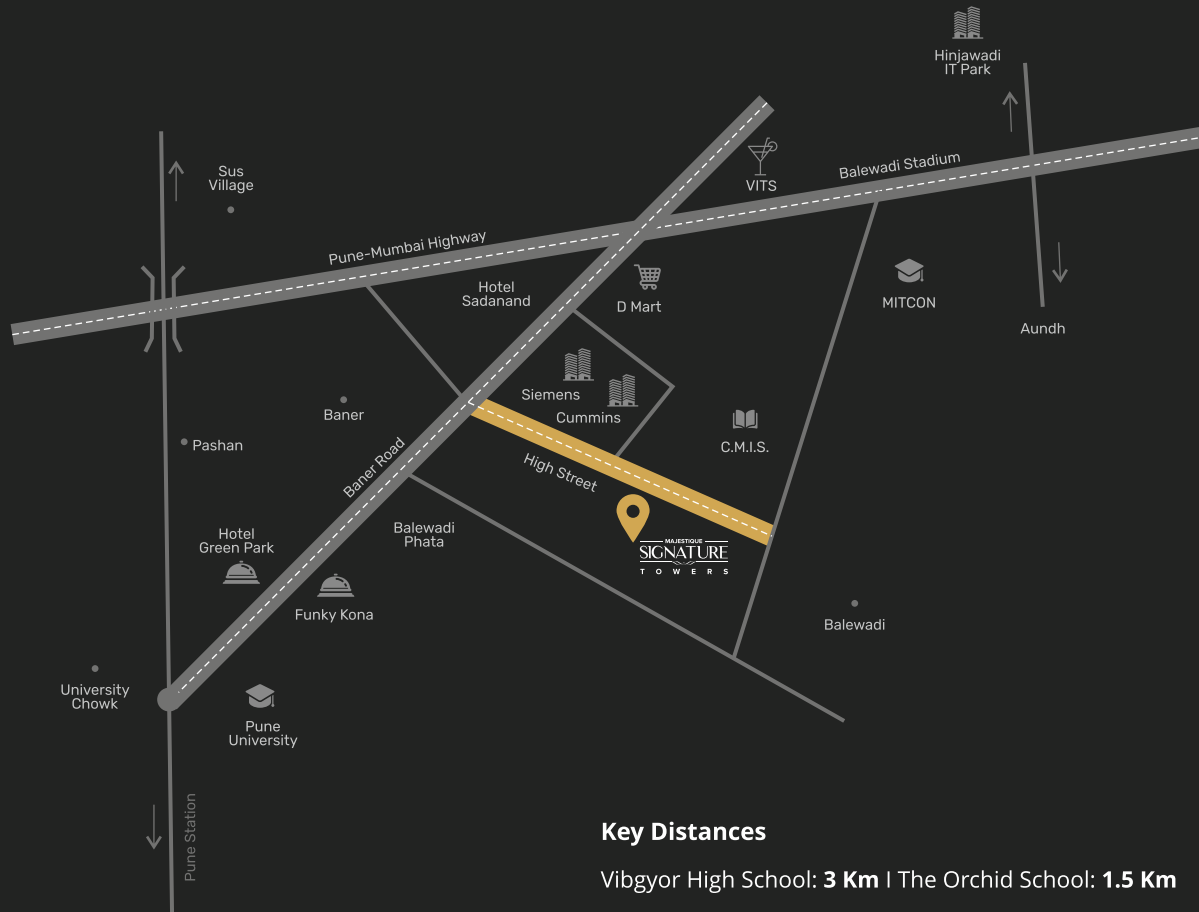 Hinjawadi
IT Park
Balewadi Stadium
VITS
Sus
Village
Pune-Mumbai Highway
Hotel
Sadanand
D Mart
MITCON
Aundh
Siemens
Cummins
Baner
Pashan
C.M.I.S.
Baner Road
High Street
Balewadi
Phata
Hotel
Green Park
MAJESTIQUE
SIGNATURE
TOWERS
Funky Kona
Balewadi
University
Chowk
Pune
University
Pune Station
Key Distances
Vibgyor High School: 3 Km I The Orchid School: 1.5 Km